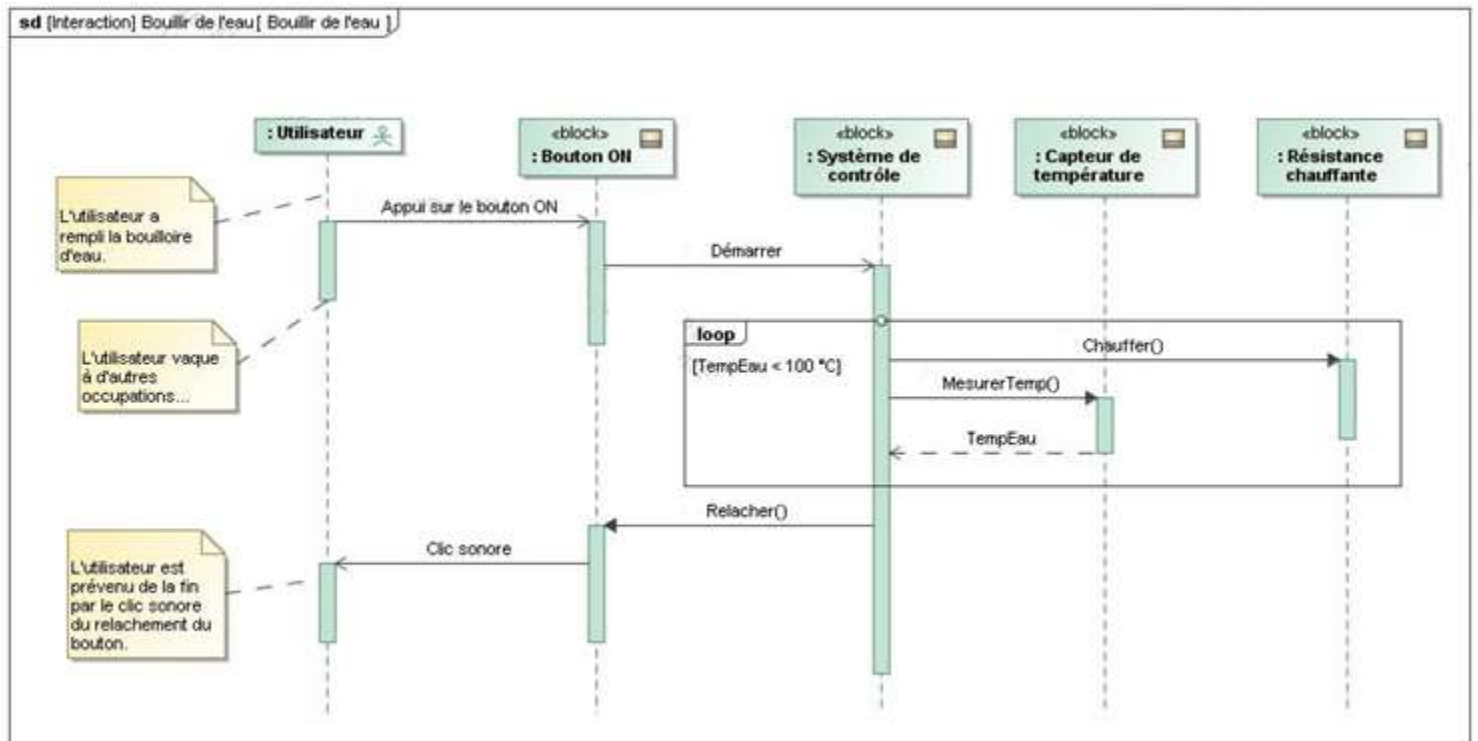 sd [Interaction] Bouillir de l'eau [ Bouillir de l'eau ]
: Utilisateur
«block»
: Bouton ON
«block»
: Système de
contrôle
«block»
: Capteur de
température
«block»
: Résistance
chauffante
L'utilisateur a
rempli la bouilloire
d'eau.
Appui sur le bouton ON
Démarrer
L'utilisateur vaque
à d'autres
occupations...
loop
[TempEau < 100 °C]
Chauffer()
MesurerTemp()
TempEau
Relacher()
Clic sonore
L'utilisateur est
prévenu de la fin
par le clic sonore
du relachement du
bouton.